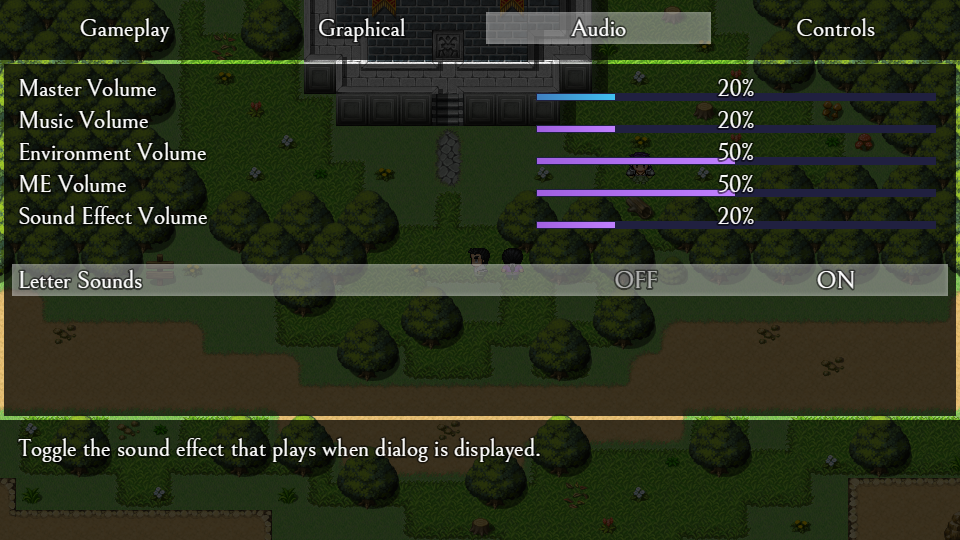 Gameplay Graphical Audio Controls
Master Volume 20%
Music Volume 20%
Environment Volume 50%
ME Volume 50%
Sound Effect Volume 20%
Letter Sounds OFF ON
Toggle the sound effect that plays when dialog is displayed.